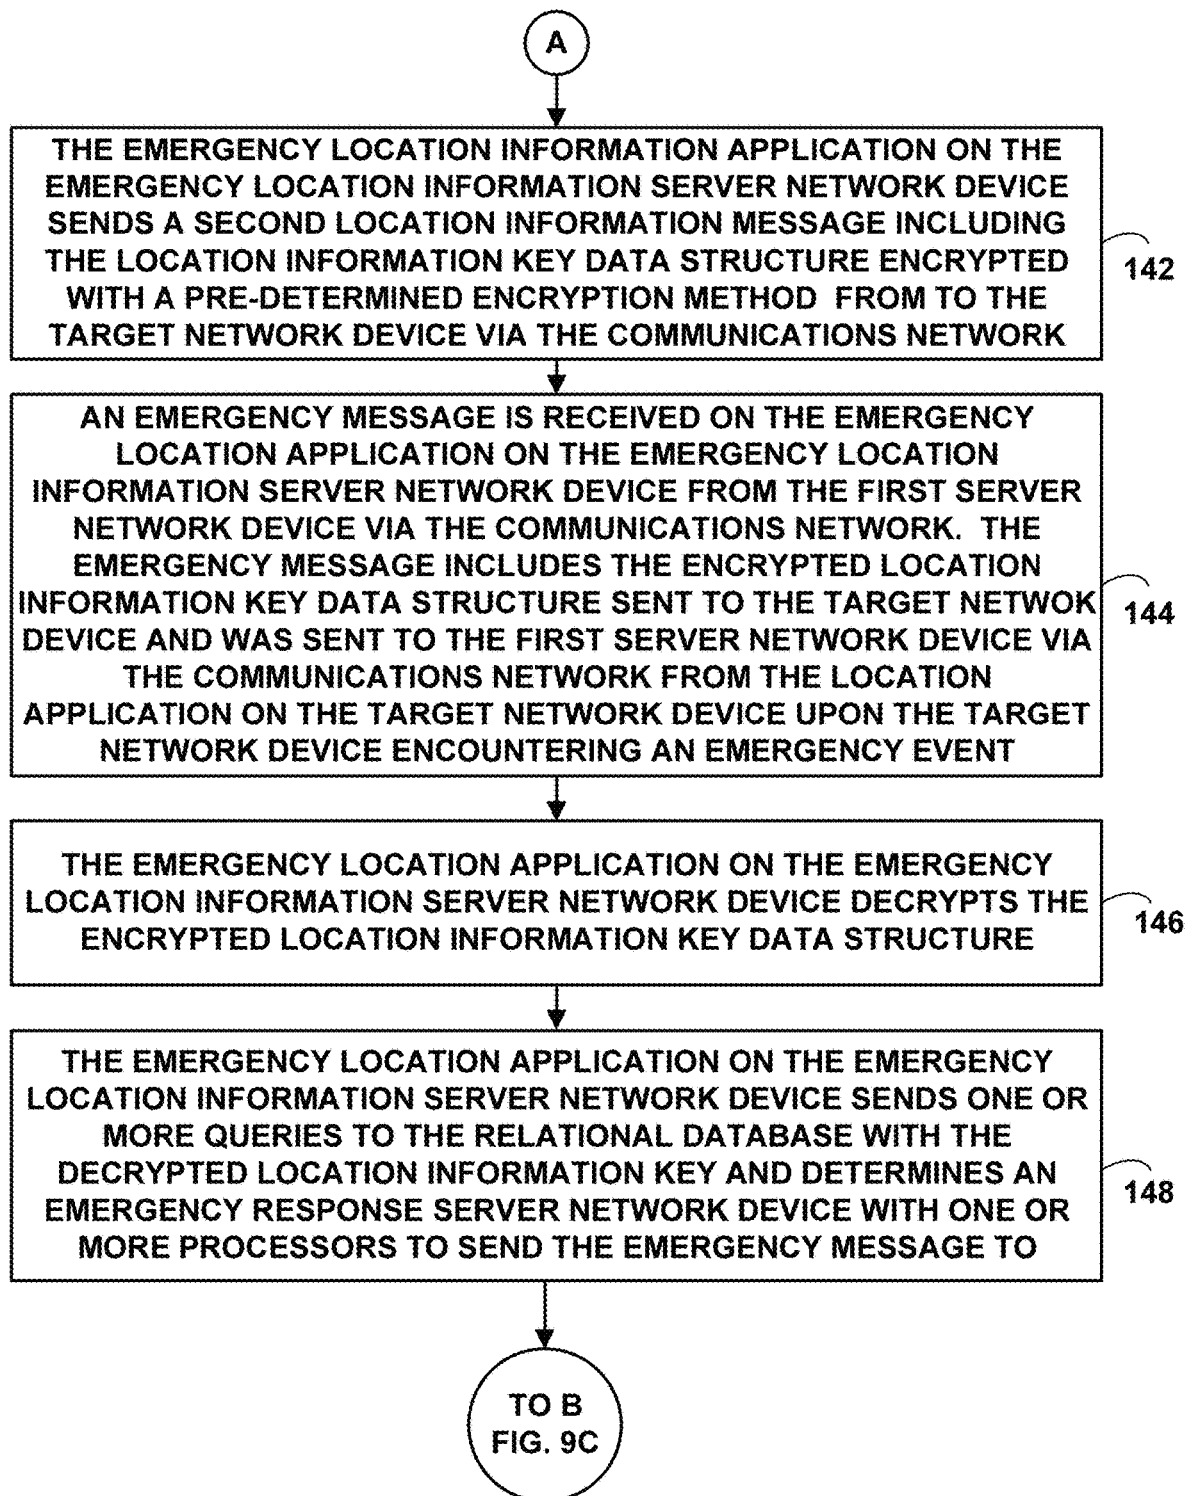 A
THE EMERGENCY LOCATION INFORMATION APPLICATION ON THE
EMERGENCY LOCATION INFORMATION SERVER NETWORK DEVICE
SENDS A SECOND LOCATION INFORMATION MESSAGE INCLUDING
THE LOCATION INFORMATION KEY DATA STRUCTURE ENCRYPTED
WITH A PRE-DETERMINED ENCRYPTION METHOD  FROM TO THE
TARGET NETWORK DEVICE VIA THE COMMUNICATIONS NETWORK
142
AN EMERGENCY MESSAGE IS RECEIVED ON THE EMERGENCY
LOCATION APPLICATION ON THE EMERGENCY LOCATION
INFORMATION SERVER NETWORK DEVICE FROM THE FIRST SERVER
NETWORK DEVICE VIA THE COMMUNICATIONS NETWORK.  THE
EMERGENCY MESSAGE INCLUDES THE ENCRYPTED LOCATION
INFORMATION KEY DATA STRUCTURE SENT TO THE TARGET NETWOK
DEVICE AND WAS SENT TO THE FIRST SERVER NETWORK DEVICE VIA
THE COMMUNICATIONS NETWORK FROM THE LOCATION
APPLICATION ON THE TARGET NETWORK DEVICE UPON THE TARGET
NETWORK DEVICE ENCOUNTERING AN EMERGENCY EVENT
144
THE EMERGENCY LOCATION APPLICATION ON THE EMERGENCY
LOCATION INFORMATION SERVER NETWORK DEVICE DECRYPTS THE
ENCRYPTED LOCATION INFORMATION KEY DATA STRUCTURE
146
THE EMERGENCY LOCATION APPLICATION ON THE EMERGENCY
LOCATION INFORMATION SERVER NETWORK DEVICE SENDS ONE OR
MORE QUERIES TO THE RELATIONAL DATABASE WITH THE
DECRYPTED LOCATION INFORMATION KEY AND DETERMINES AN
EMERGENCY RESPONSE SERVER NETWORK DEVICE WITH ONE OR
MORE PROCESSORS TO SEND THE EMERGENCY MESSAGE TO
148
TO B
FIG. 9C